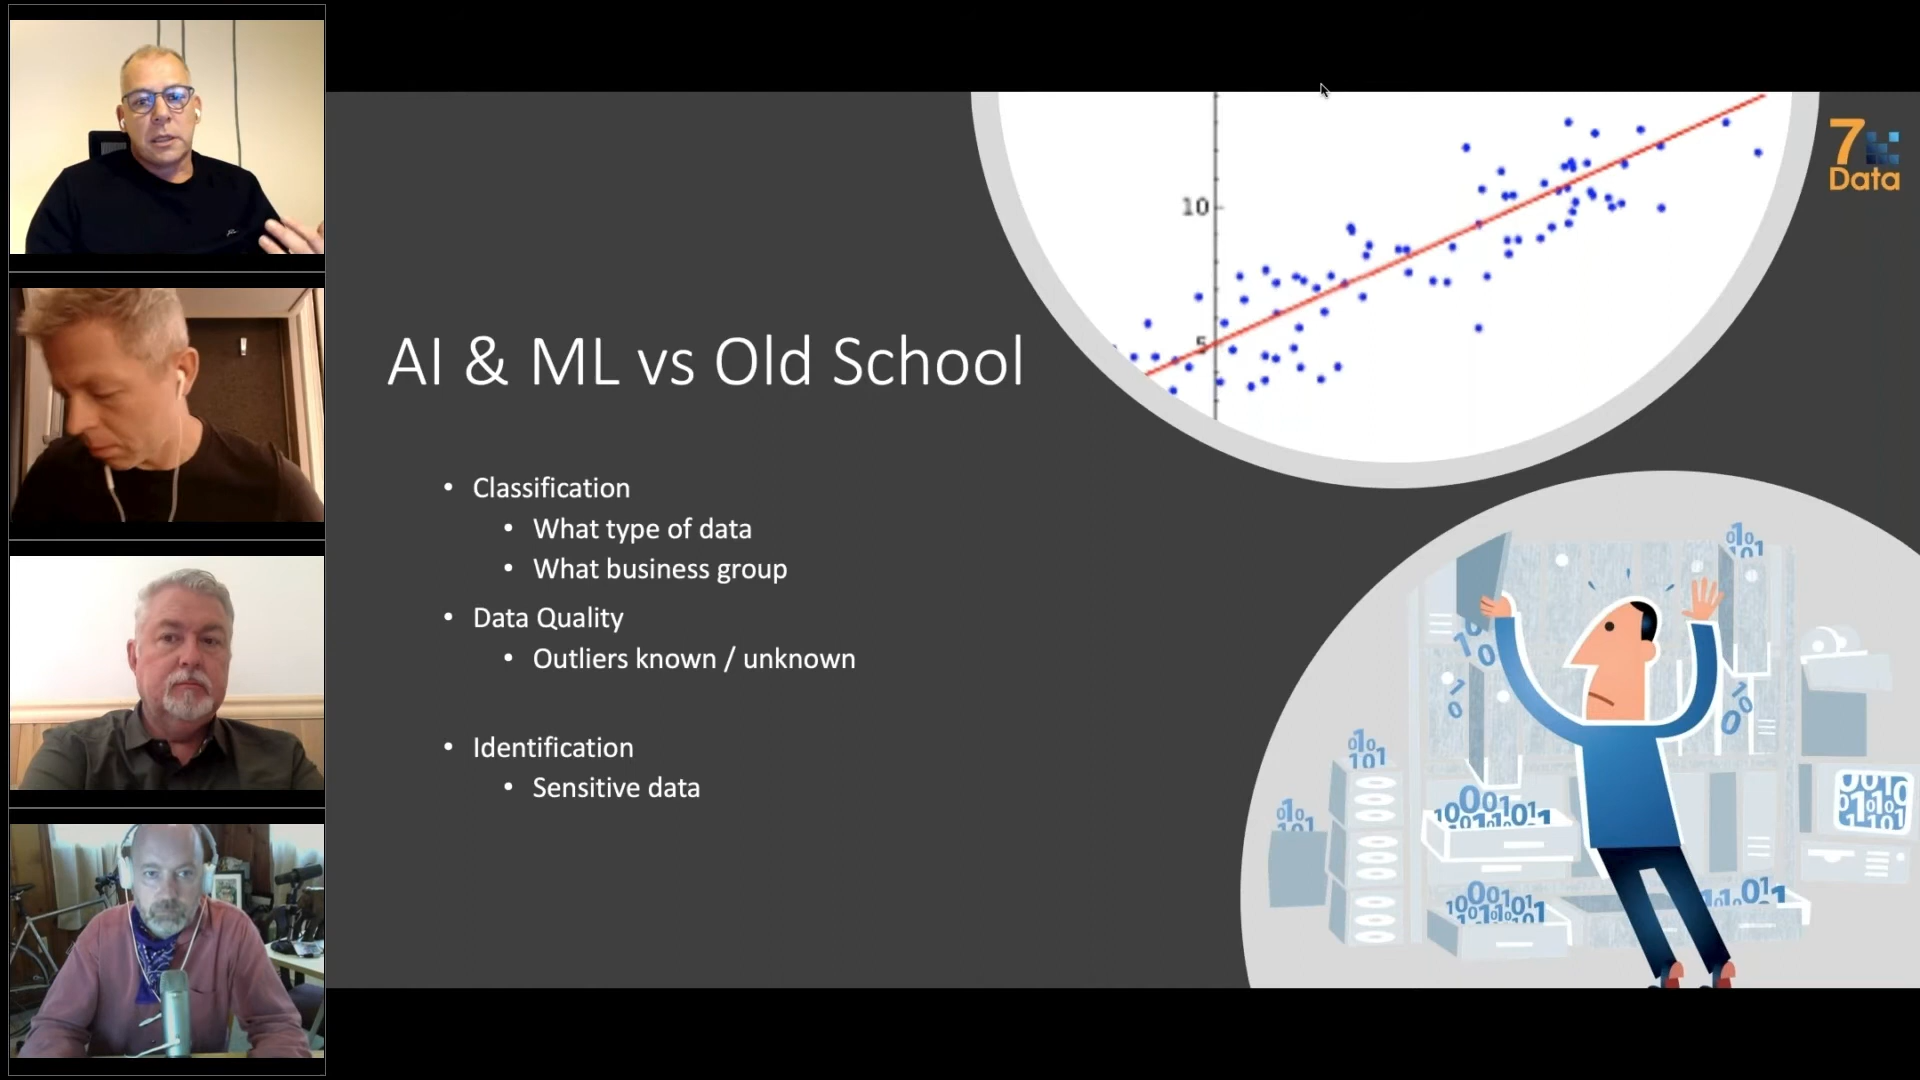 7
Data
10
5
AI & ML vs Old School
• Classification
• What type of data
• What business group
• Data Quality
• Outliers known / unknown
• Identification
• Sensitive data